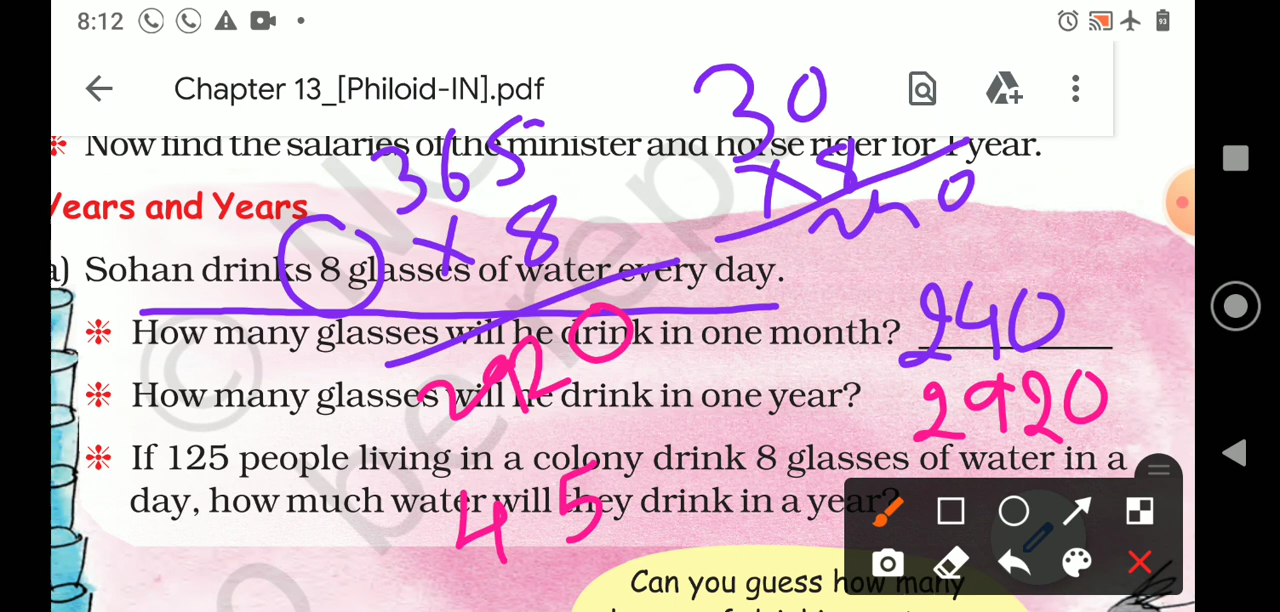 8:12 93
Chapter 13_[Philoid-IN].pdf
30
Now find the salaries of the minister and horse rider for 1 year.
365
× 8
× 8
240
Years and Years
a) Sohan drinks 8 glasses of water every day.
How many glasses will he drink in one month? 240
2920
How many glasses will he drink in one year? 2920
If 125 people living in a colony drink 8 glasses of water in a
day, how much water will they drink in a year?
45
Can you guess how many